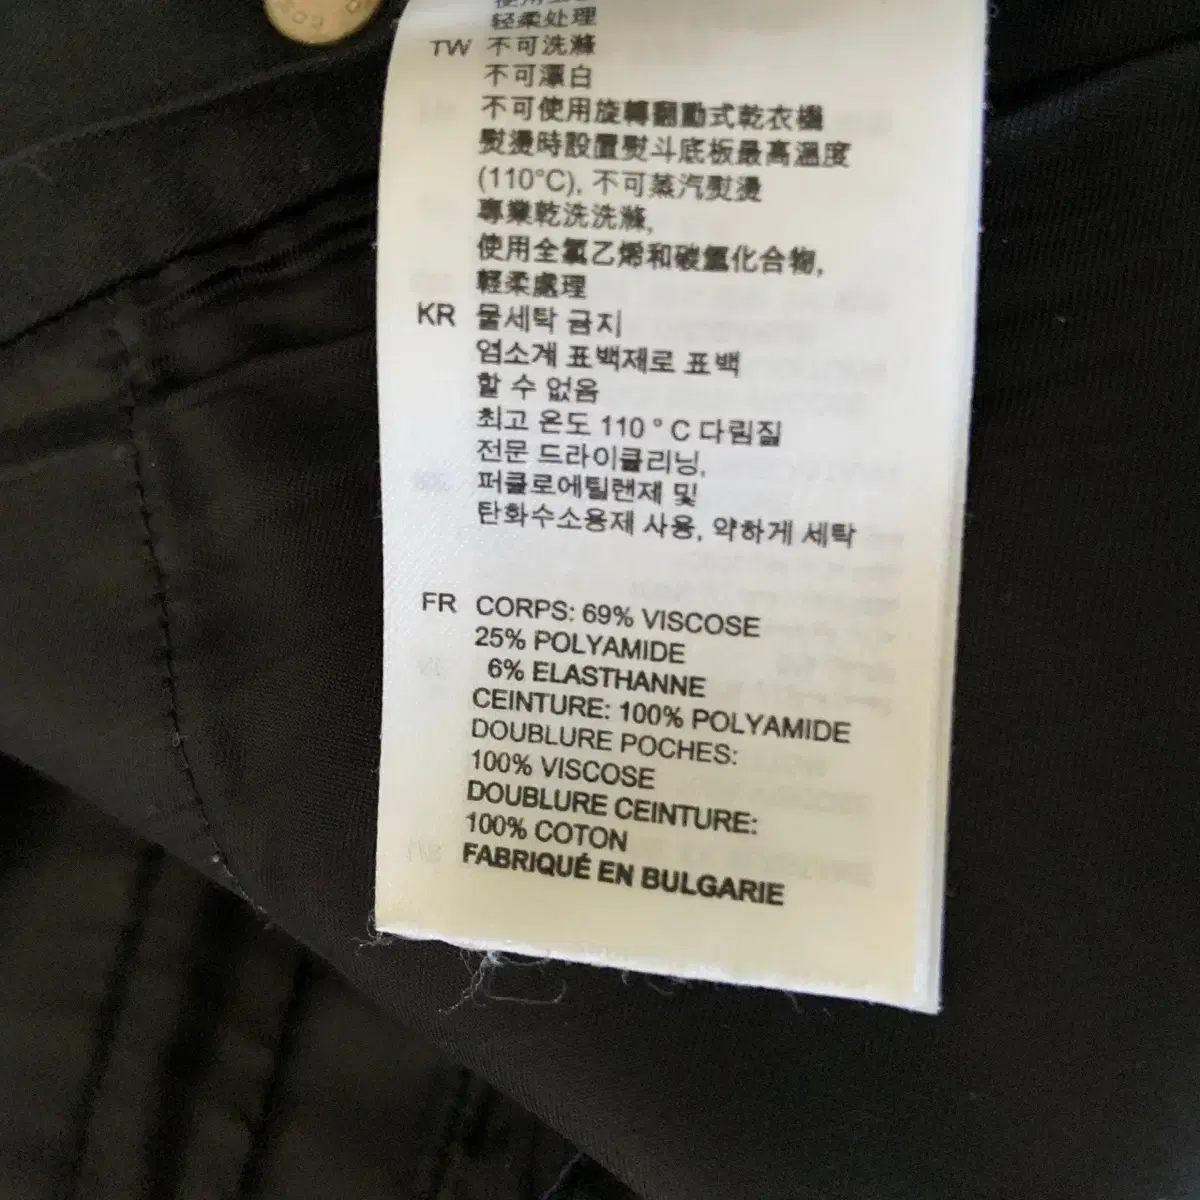 轻柔处理
TW 不可洗滌
不可漂白
不可使用旋轉翻動式乾衣機
熨燙時設置熨斗底板最高溫度
(110°C), 不可蒸汽熨燙
專業乾洗洗滌,
使用全氯乙烯和碳氫化合物,
輕柔處理
KR 물세탁 금지
염소계 표백제로 표백
할 수 없음
최고 온도 110 ° C 다림질
전문 드라이클리닝,
퍼클로에틸렌제 및
탄화수소용제 사용, 약하게 세탁
FR CORPS: 69% VISCOSE
25% POLYAMIDE
6% ELASTHANNE
CEINTURE: 100% POLYAMIDE
DOUBLURE POCHES:
100% VISCOSE
DOUBLURE CEINTURE:
100% COTON
FABRIQUÉ EN BULGARIE